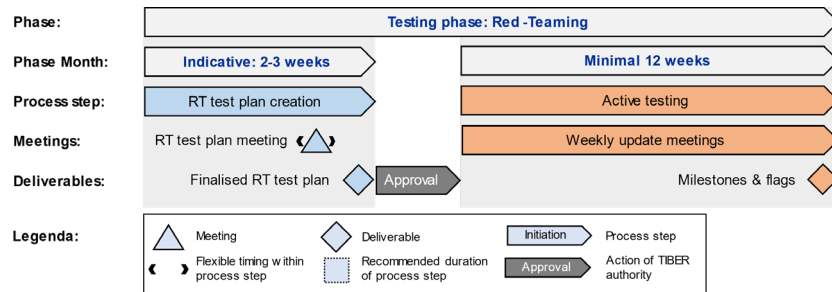 Phase: Testing phase: Red -Teaming
Phase Month: Indicative: 2-3 weeks Minimal 12 weeks
Process step: RT test plan creation Active testing
Meetings: RT test plan meeting Weekly update meetings
Deliverables: Finalised RT test plan Approval Milestones & flags
Legenda: Meeting Deliverable Initiation Process step
Flexible timing within
process step
Recommended duration
of process step
Approval
Action of TIBER
authority